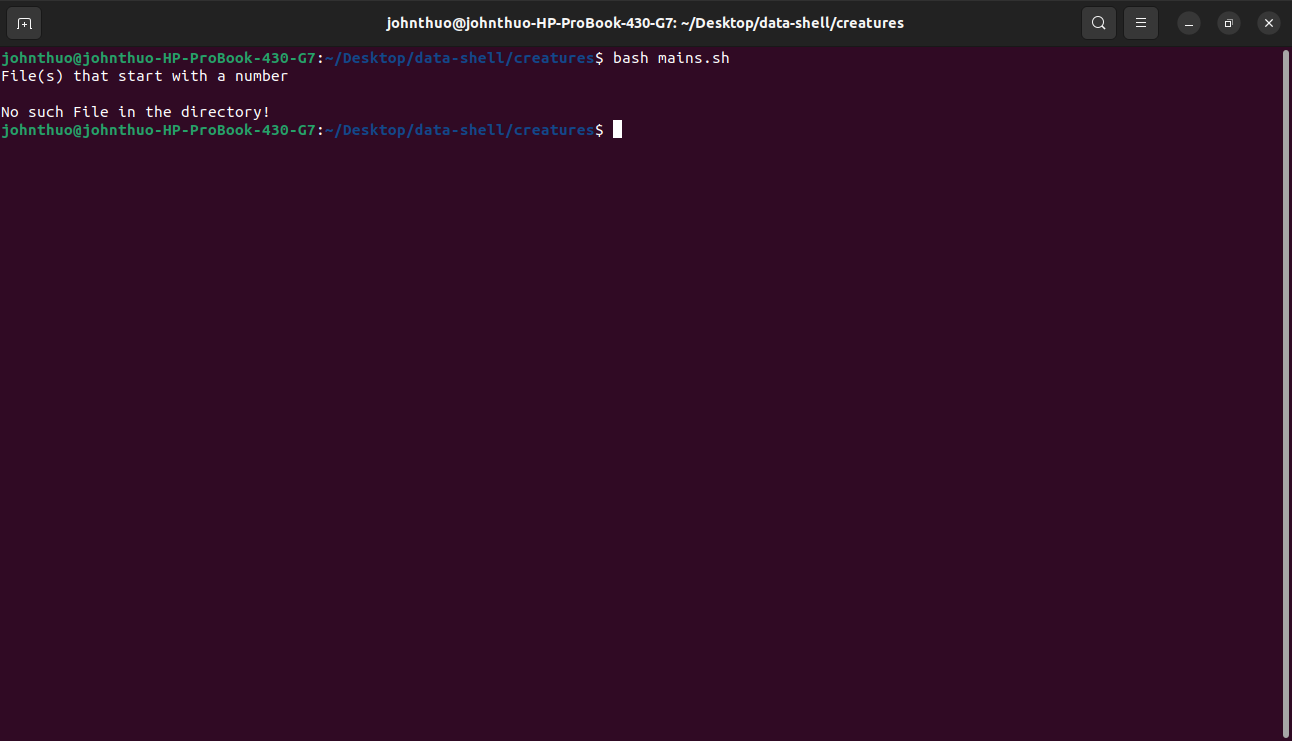 johnthuo@johnthuo-HP-ProBook-430-G7: ~/Desktop/data-shell/creatures
johnthuo@johnthuo-HP-ProBook-430-G7:~/Desktop/data-shell/creatures$ bash mains.sh
File(s) that start with a number

No such File in the directory!
johnthuo@johnthuo-HP-ProBook-430-G7:~/Desktop/data-shell/creatures$